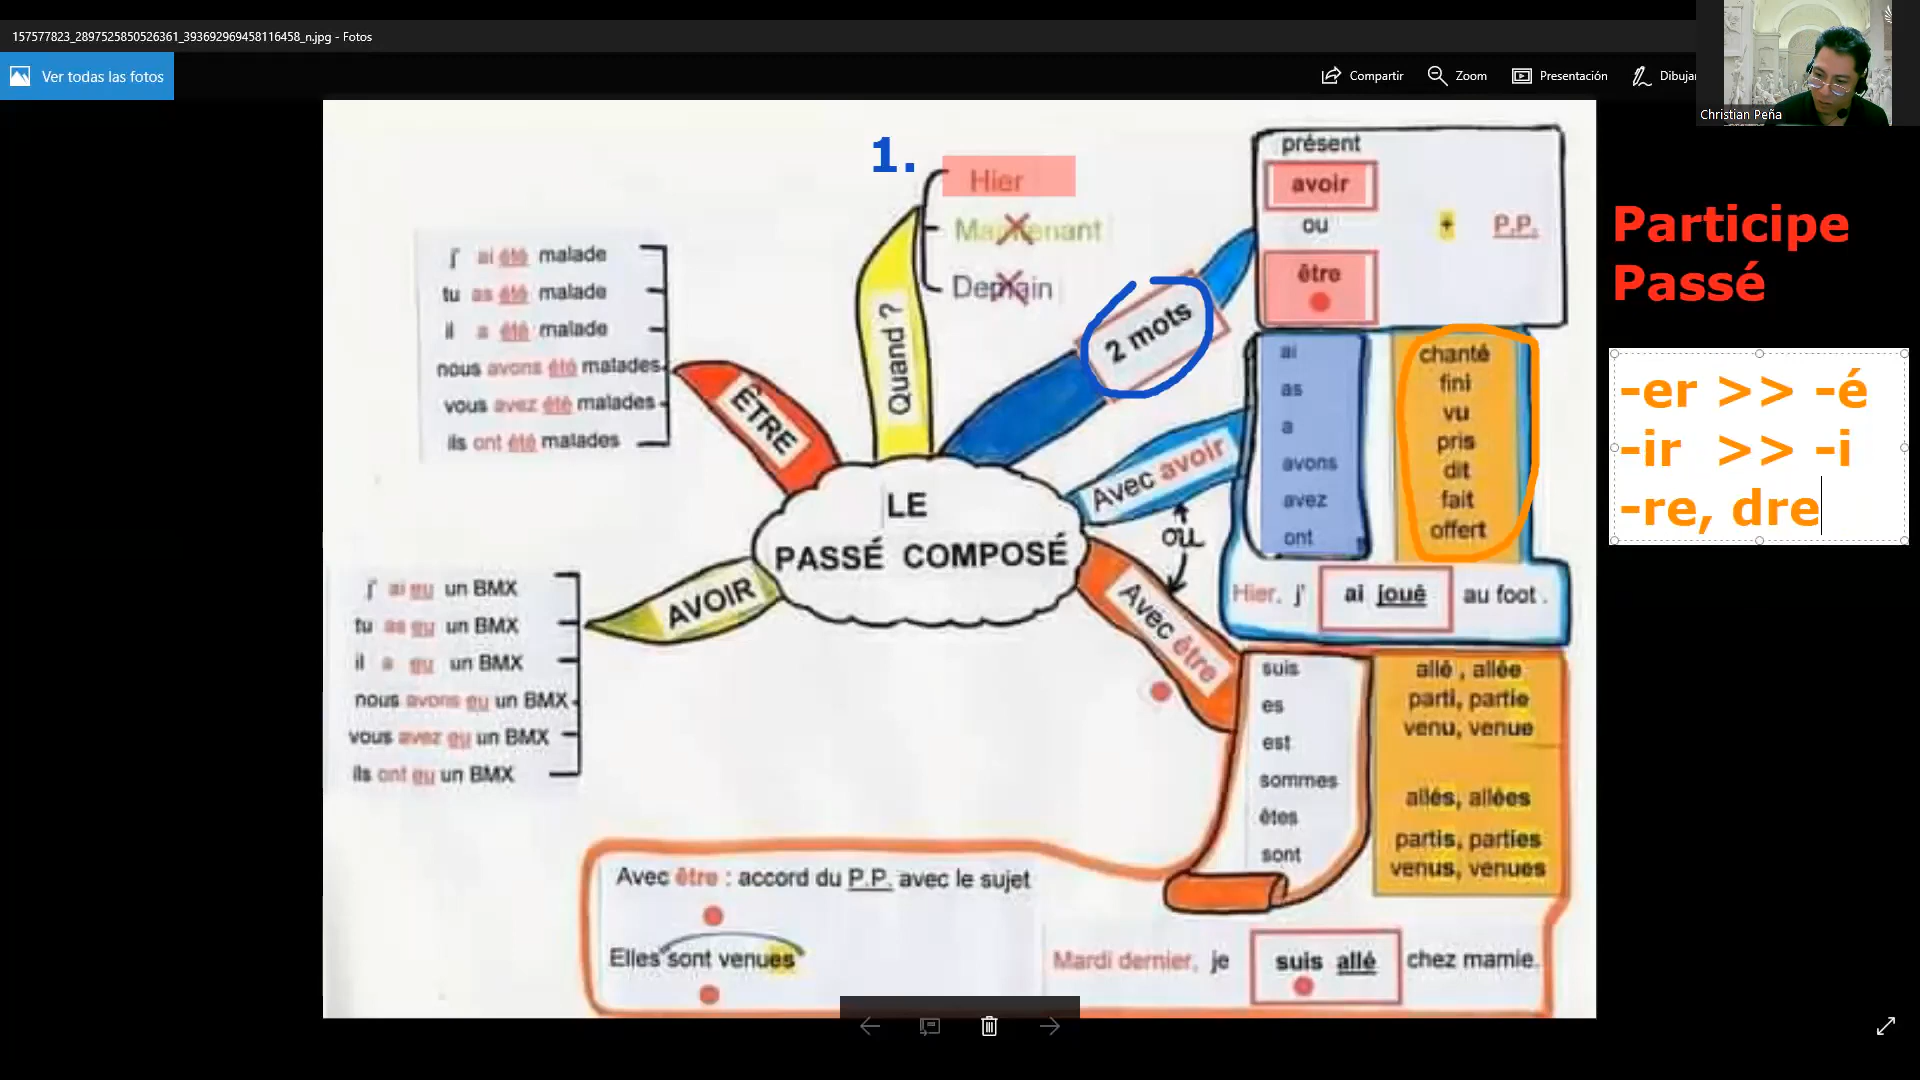 157577823_2897525850526361_393692969458116458_n.jpg - Fotos
Ver todas las fotos
Compartir
Zoom
Presentación
Dibujar
Christian Peña
1.
Hier
Maintenant
Demain
Quand ?
2 mots
présent
avoir
ou
être
+ P.P.
Participe
Passé
-er >> -é
-ir >> -i
-re, dre
j' ai été malade
tu as été malade
il a été malade
nous avons été malades
vous avez été malades
ils ont été malades
ÊTRE
LE
PASSÉ COMPOSÉ
AVOIR
j' ai eu un BMX
tu as eu un BMX
il a eu un BMX
nous avons eu un BMX
vous avez eu un BMX
ils ont eu un BMX
Avec avoir
ou
Avec être
ai
as
a
avons
avez
ont
chanté
fini
vu
pris
dit
fait
offert
Hier, j' ai joué au foot .
suis
es
est
sommes
êtes
sont
allé , allée
parti, partie
venu, venue
allés, allées
partis, parties
venus, venues
Avec être : accord du P.P. avec le sujet
Elles sont venues
Mardi dernier, je suis allé chez mamie.